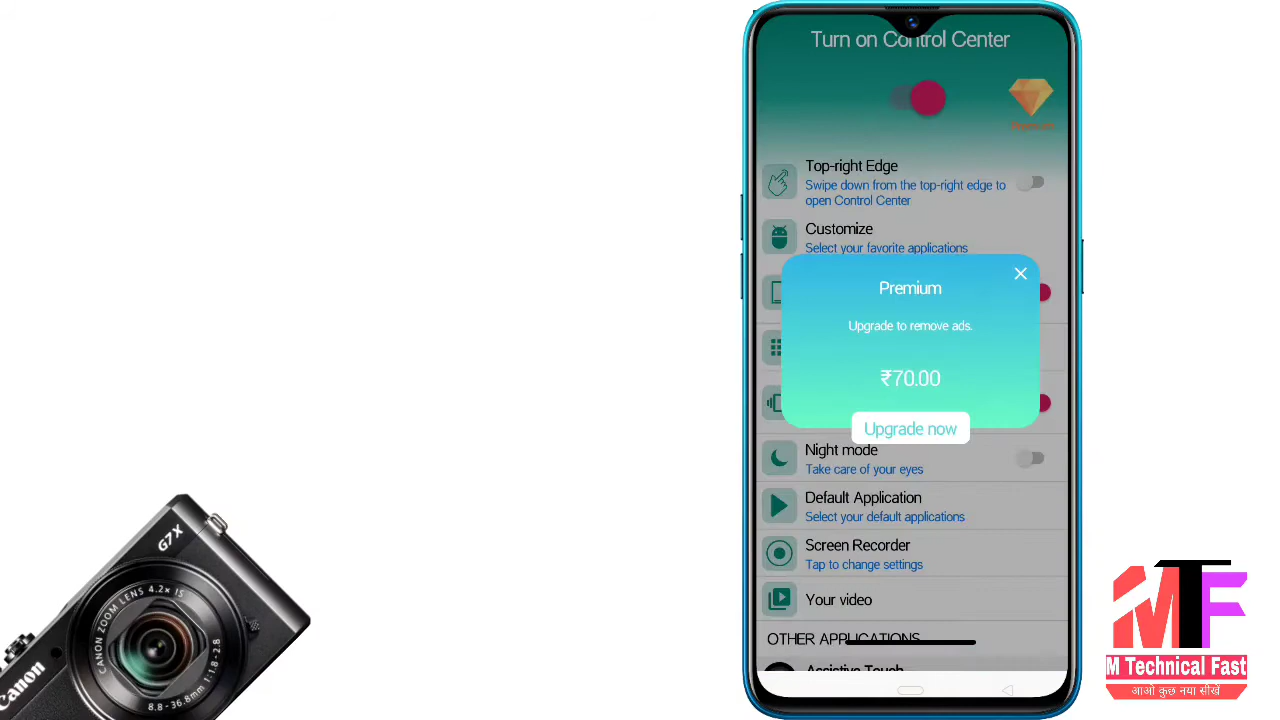 Turn on Control Center
Top-right Edge
Swipe down from the top-right edge to
open Control Center
Customize
Select your favorite applications
Premium
Upgrade to remove ads.
₹70.00
Upgrade now
Night mode
Take care of your eyes
Default Application
Select your default applications
Screen Recorder
Tap to change settings
Your video
OTHER APPLICATIONS
Assistive Touch
G7 X
CANON ZOOM LENS 4.2x IS
8.8 - 36.8mm 1:1.8 - 2.8
Canon
MTF
M Technical Fast
आओ कुछ नया सीखें